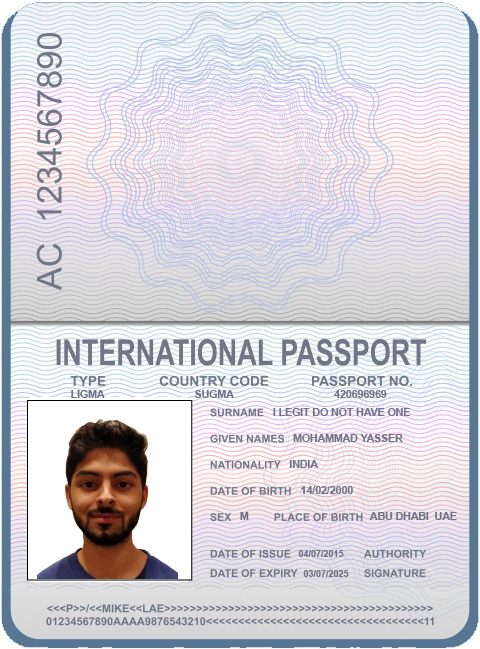 AC 1234567890
INTERNATIONAL PASSPORT
TYPE COUNTRY CODE PASSPORT NO.
LIGMA SUGMA 420696969
SURNAME I LEGIT DO NOT HAVE ONE
GIVEN NAMES MOHAMMAD YASSER
NATIONALITY INDIA
DATE OF BIRTH 14/02/2000
SEX M PLACE OF BIRTH ABU DHABI UAE
DATE OF ISSUE 04/07/2015 AUTHORITY
DATE OF EXPIRY 03/07/2025 SIGNATURE
<<<P>>/<<MIKE<<LAE>>>>>>>>>>>>>>>>>>>>>>>>>>>>>>>>>>>>>>>>>
01234567890AAAA9876543210<<<<<<<<<<<<<<<<<<<<<<<<<<<<<<<<<<11